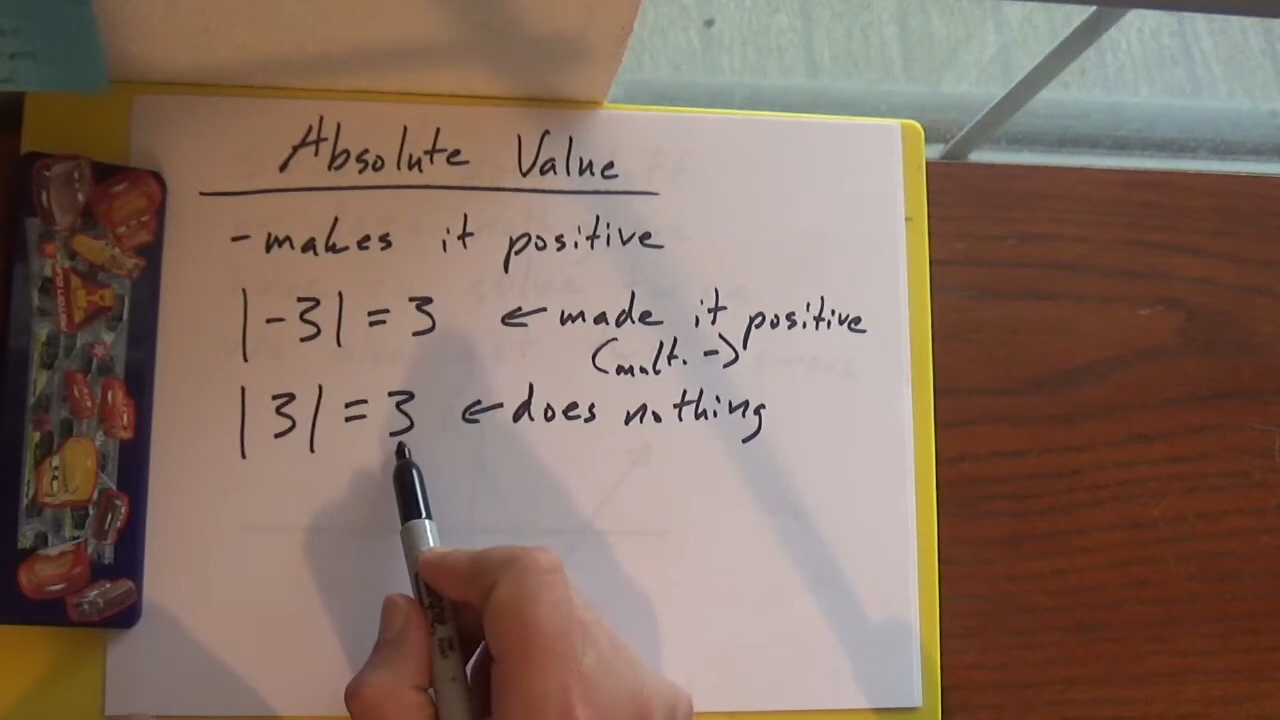 Absolute Value
- makes it positive
|-3| = 3 ← made it positive
(mult. -)
|3| = 3 ← does nothing